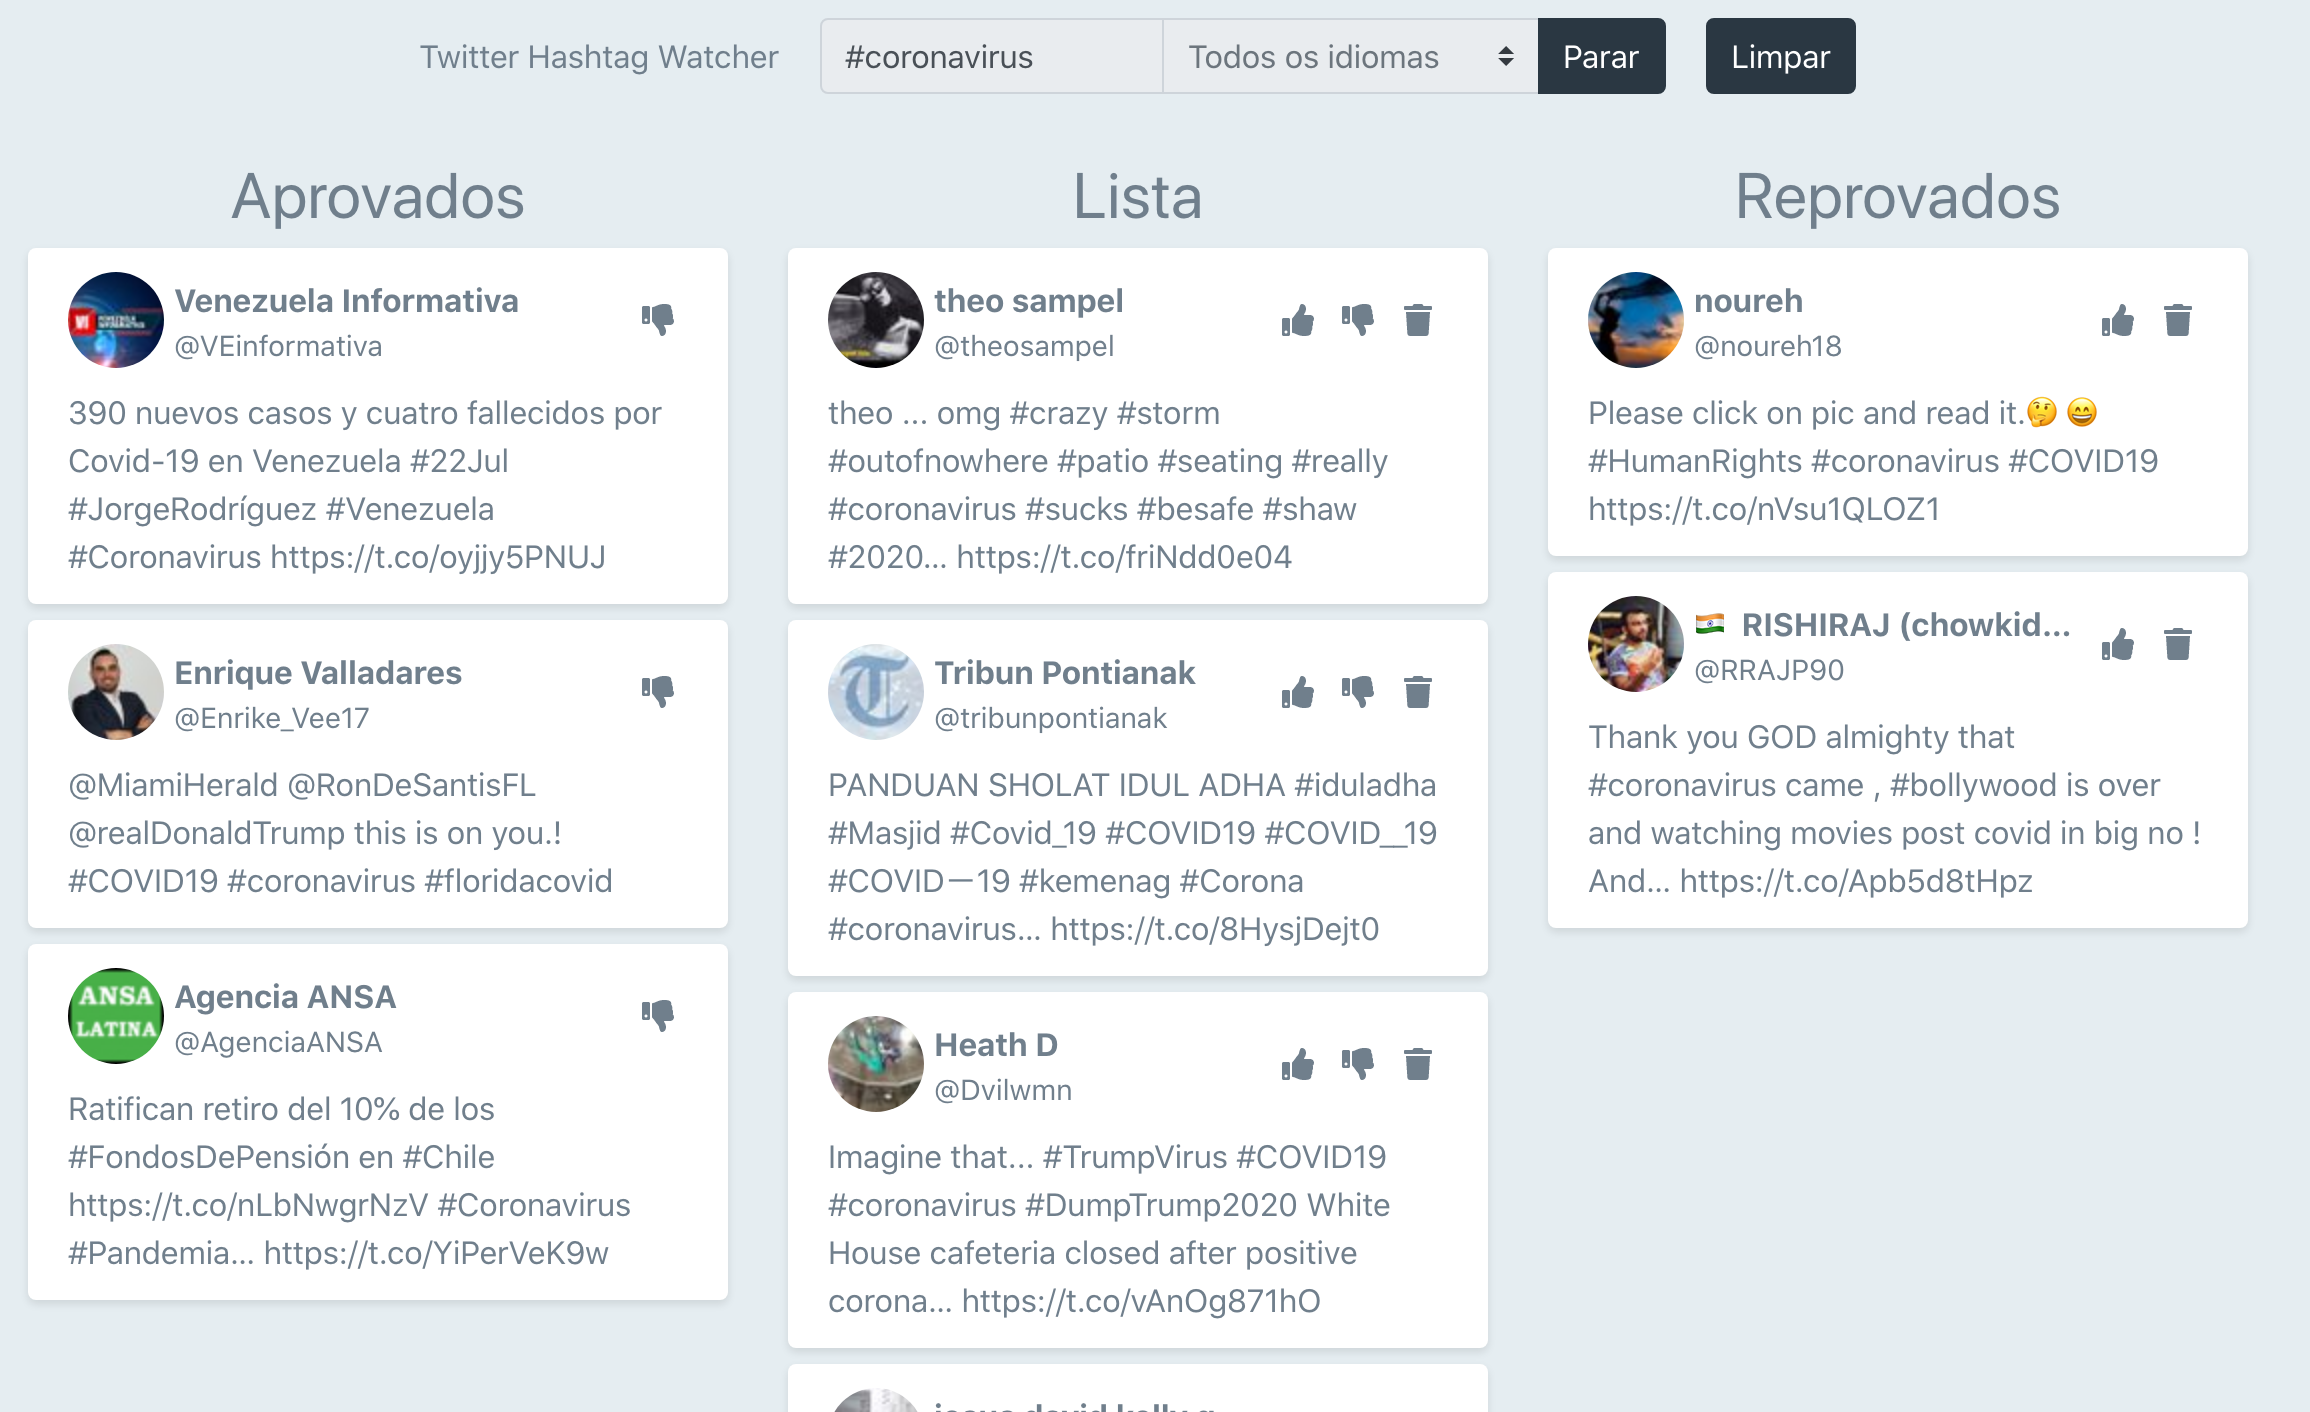 Twitter Hashtag Watcher
#coronavirus
Todos os idiomas
Parar
Limpar
Aprovados
Venezuela Informativa
@VEinformativa
390 nuevos casos y cuatro fallecidos por
Covid-19 en Venezuela #22Jul
#JorgeRodríguez #Venezuela
#Coronavirus https://t.co/oyjjy5PNUJ
Enrique Valladares
@Enrike_Vee17
@MiamiHerald @RonDeSantisFL
@realDonaldTrump this is on you.!
#COVID19 #coronavirus #floridacovid
ANSA
LATINA
Agencia ANSA
@AgenciaANSA
Ratifican retiro del 10% de los
#FondosDePensión en #Chile
https://t.co/nLbNwgrNzV #Coronavirus
#Pandemia... https://t.co/YiPerVeK9w
Lista
theo sampel
@theosampel
theo ... omg #crazy #storm
#outofnowhere #patio #seating #really
#coronavirus #sucks #besafe #shaw
#2020... https://t.co/friNdd0e04
Tribun Pontianak
@tribunpontianak
PANDUAN SHOLAT IDUL ADHA #iduladha
#Masjid #Covid_19 #COVID19 #COVID__19
#COVIDー19 #kemenag #Corona
#coronavirus... https://t.co/8HysjDejt0
Heath D
@Dvilwmn
Imagine that... #TrumpVirus #COVID19
#coronavirus #DumpTrump2020 White
House cafeteria closed after positive
corona... https://t.co/vAnOg871hO
Reprovados
noureh
@noureh18
Please click on pic and read it.🤔 😄
#HumanRights #coronavirus #COVID19
https://t.co/nVsu1QLOZ1
🇮🇳 RISHIRAJ (chowkid...
@RRAJP90
Thank you GOD almighty that
#coronavirus came , #bollywood is over
and watching movies post covid in big no !
And... https://t.co/Apb5d8tHpz